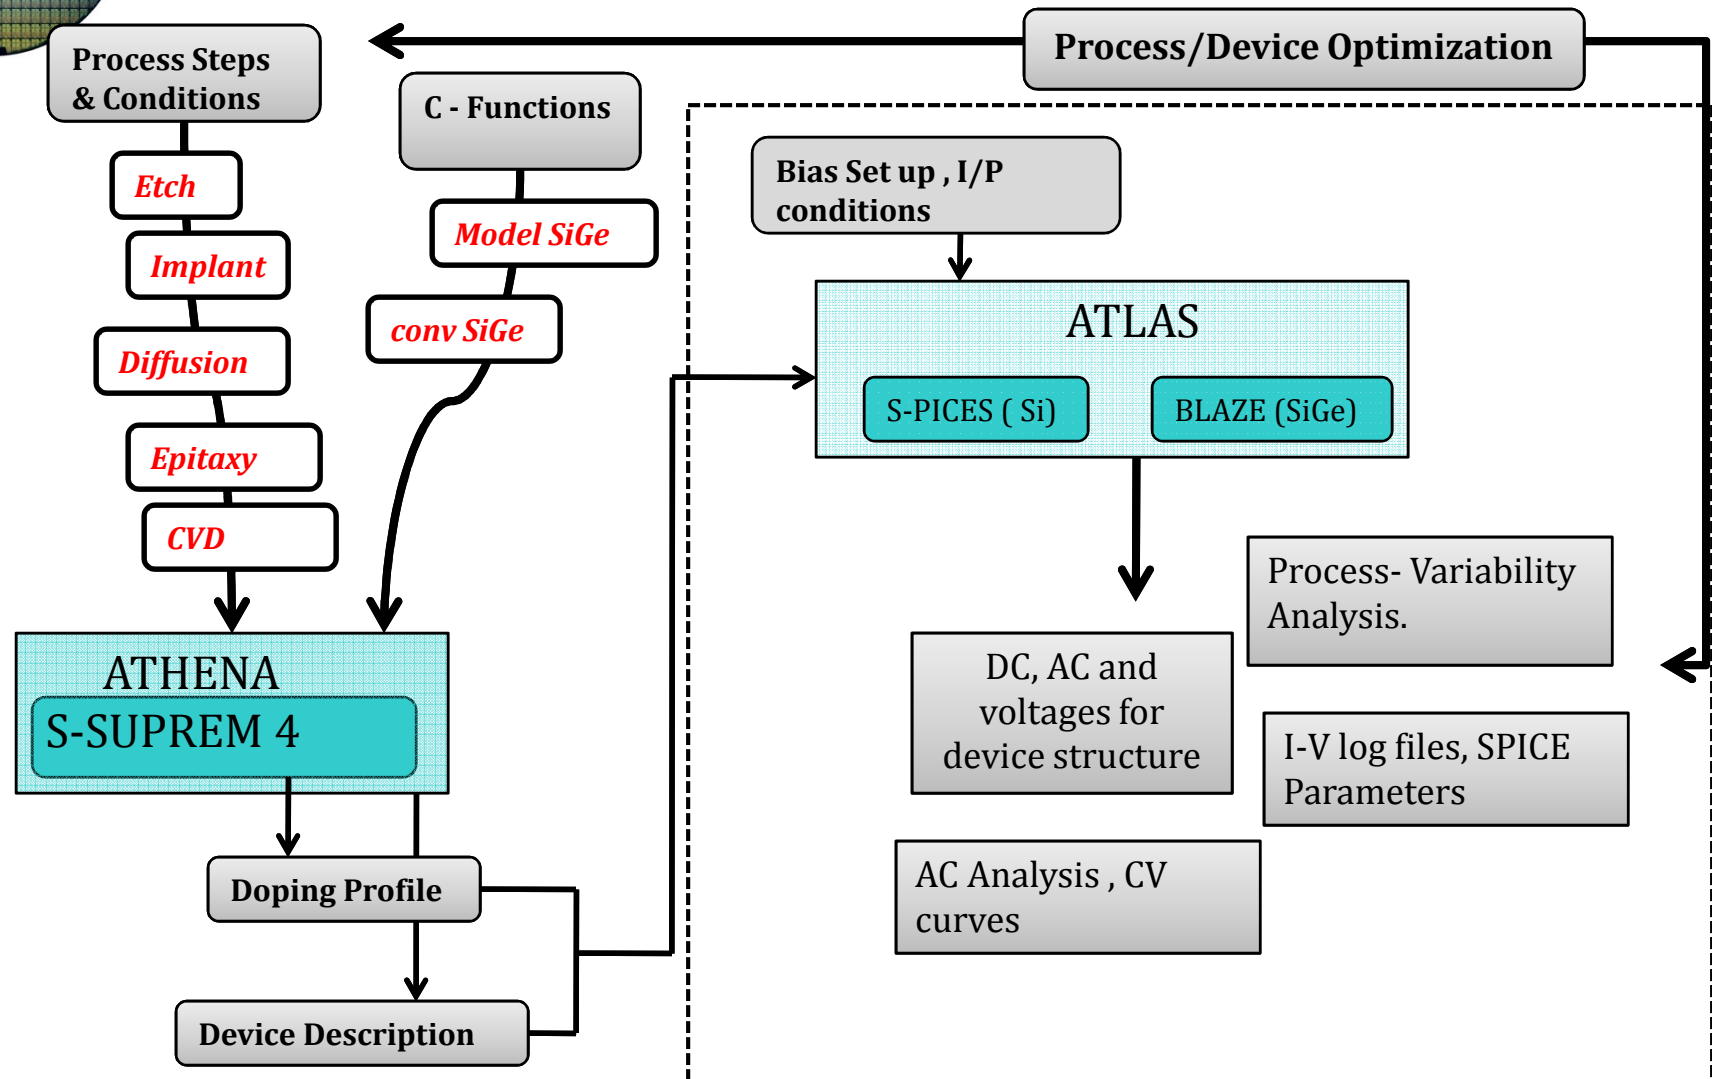 Process/Device Optimization
Process Steps
& Conditions
Etch
Implant
Diffusion
Epitaxy
CVD
C - Functions
Model SiGe
conv SiGe
ATHENA
S-SUPREM 4
Doping Profile
Device Description
Bias Set up , I/P
conditions
ATLAS
S-PICES ( Si)
BLAZE (SiGe)
Process- Variability
Analysis.
DC, AC and
voltages for
device structure
I-V log files, SPICE
Parameters
AC Analysis , CV
curves